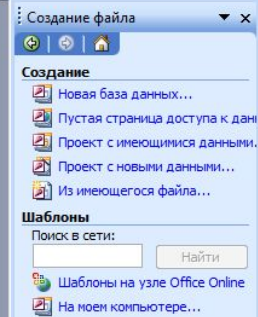 Создание файла
Создание
Новая база данных...
Пустая страница доступа к дан
Проект с имеющимися данными.
Проект с новыми данными...
Из имеющегося файла...
Шаблоны
Поиск в сети:
Найти
Шаблоны на узле Office Online
На моем компьютере...